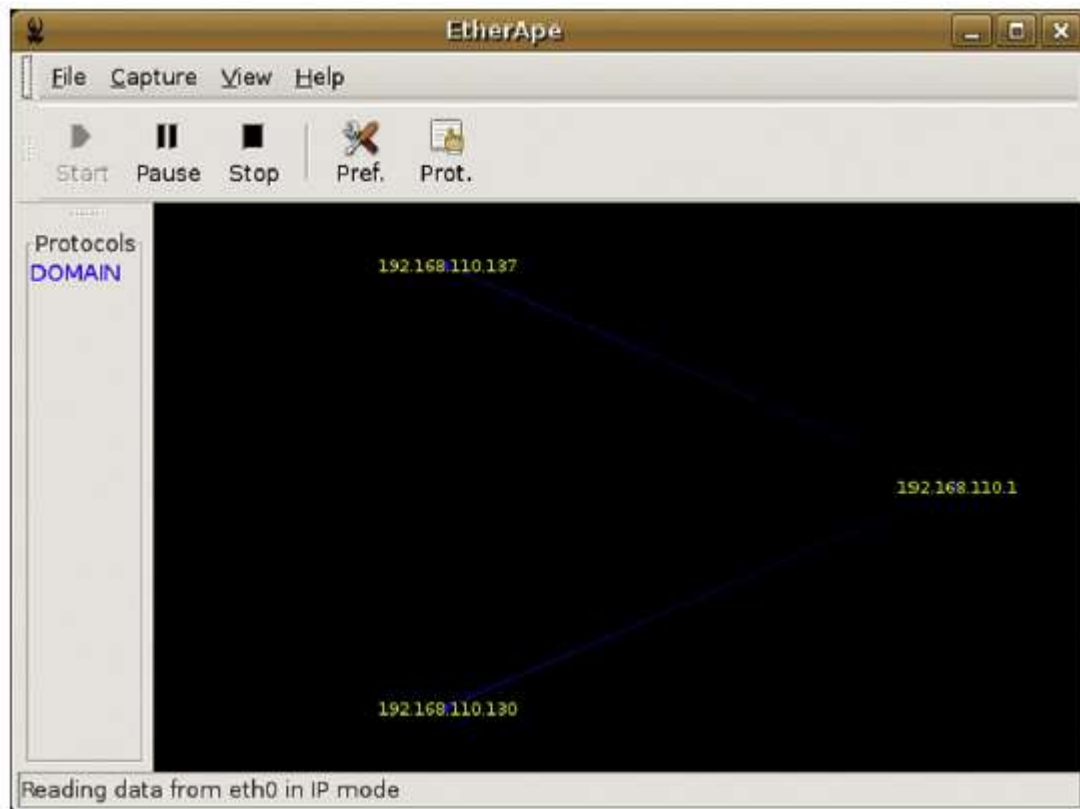 EtherApe
File Capture View Help
Start Pause Stop Pref. Prot.
Protocols
DOMAIN
192.168.110.137
192.168.110.1
192.168.110.130
Reading data from eth0 in IP mode